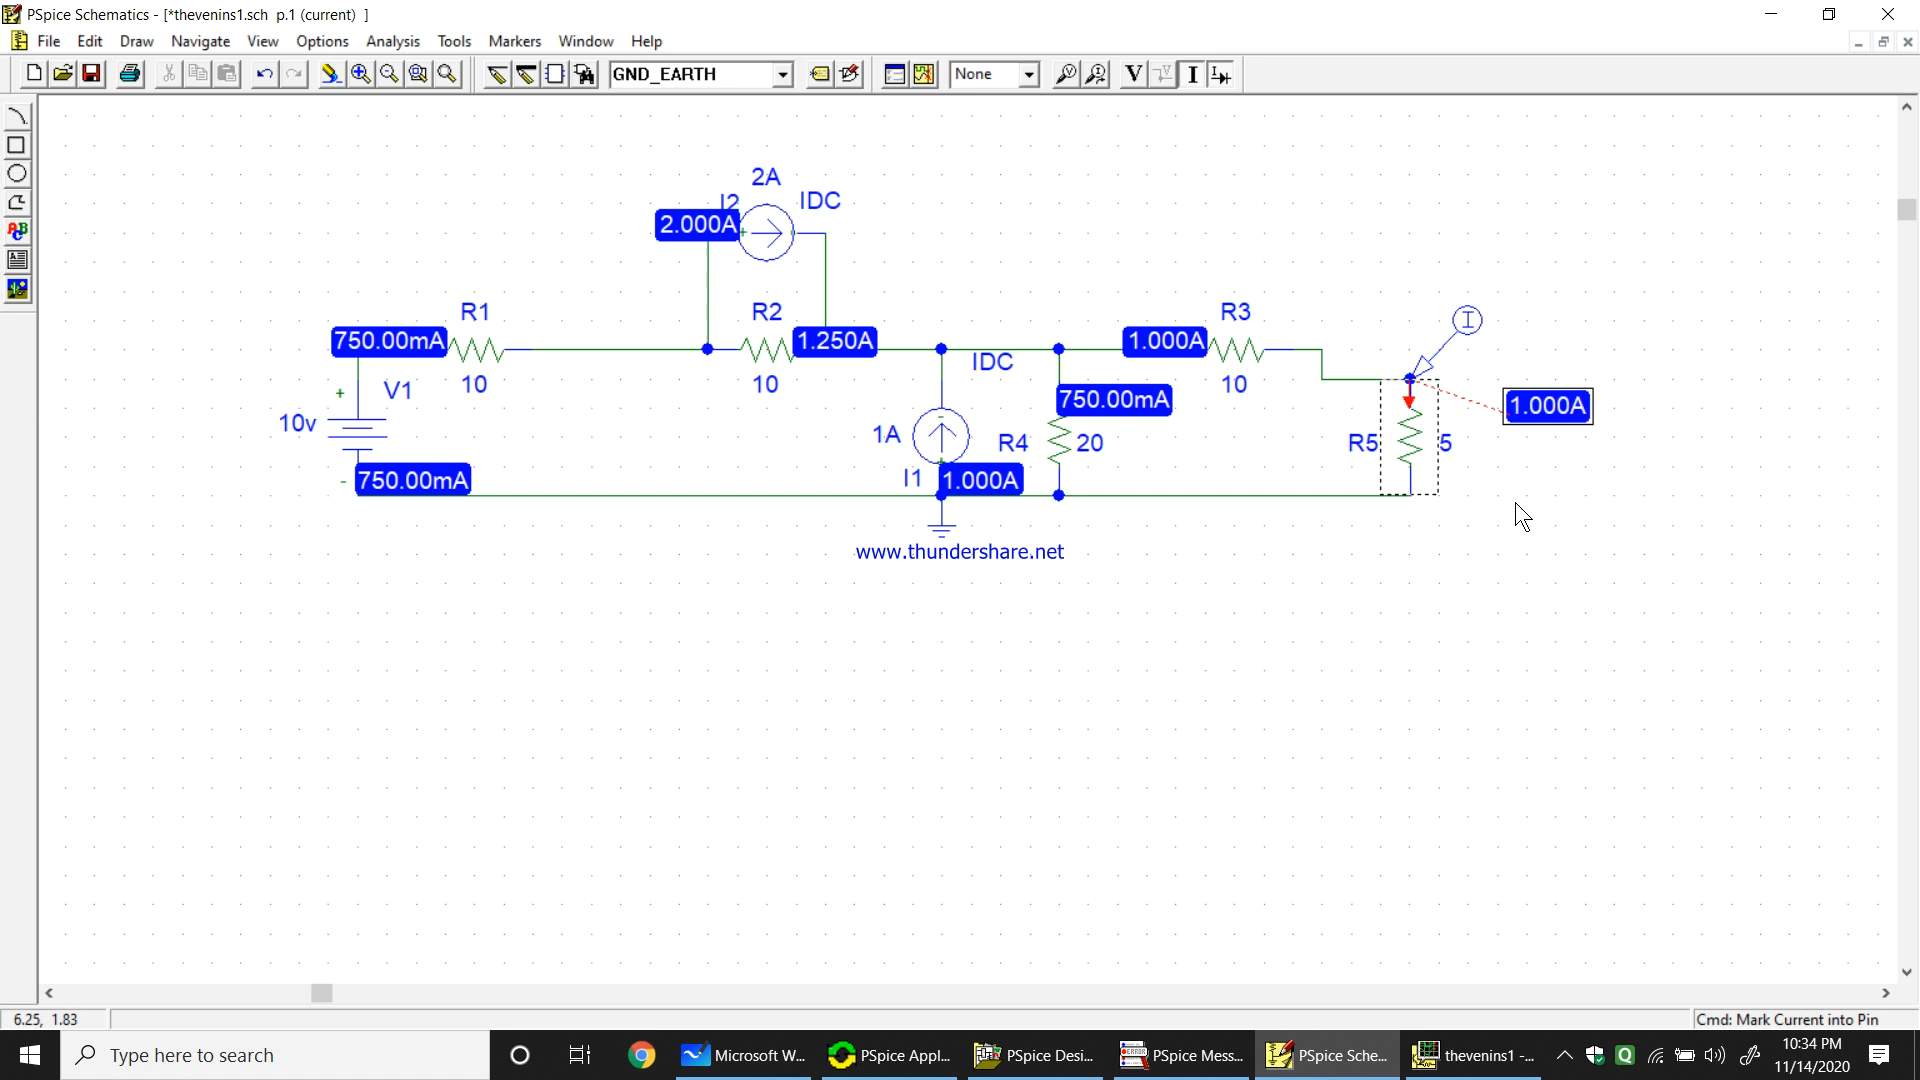 PSpice Schematics - [*thevenins1.sch p.1 (current) ]
File Edit Draw Navigate View Options Analysis Tools Markers Window Help
GND_EARTH
None
V
I
ABC
2A
I2
IDC
2.000A
R1
R2
R3
750.00mA
1.250A
1.000A
I
10
10
IDC
10
V1
10v
750.00mA
1.000A
1A
R4
20
R5
5
I1
1.000A
750.00mA
www.thundershare.net
6.25, 1.83
Cmd: Mark Current into Pin
Type here to search
Microsoft W...
PSpice Appl...
PSpice Desi...
PSpice Mess...
PSpice Sche...
thevenins1 -...
10:34 PM
11/14/2020